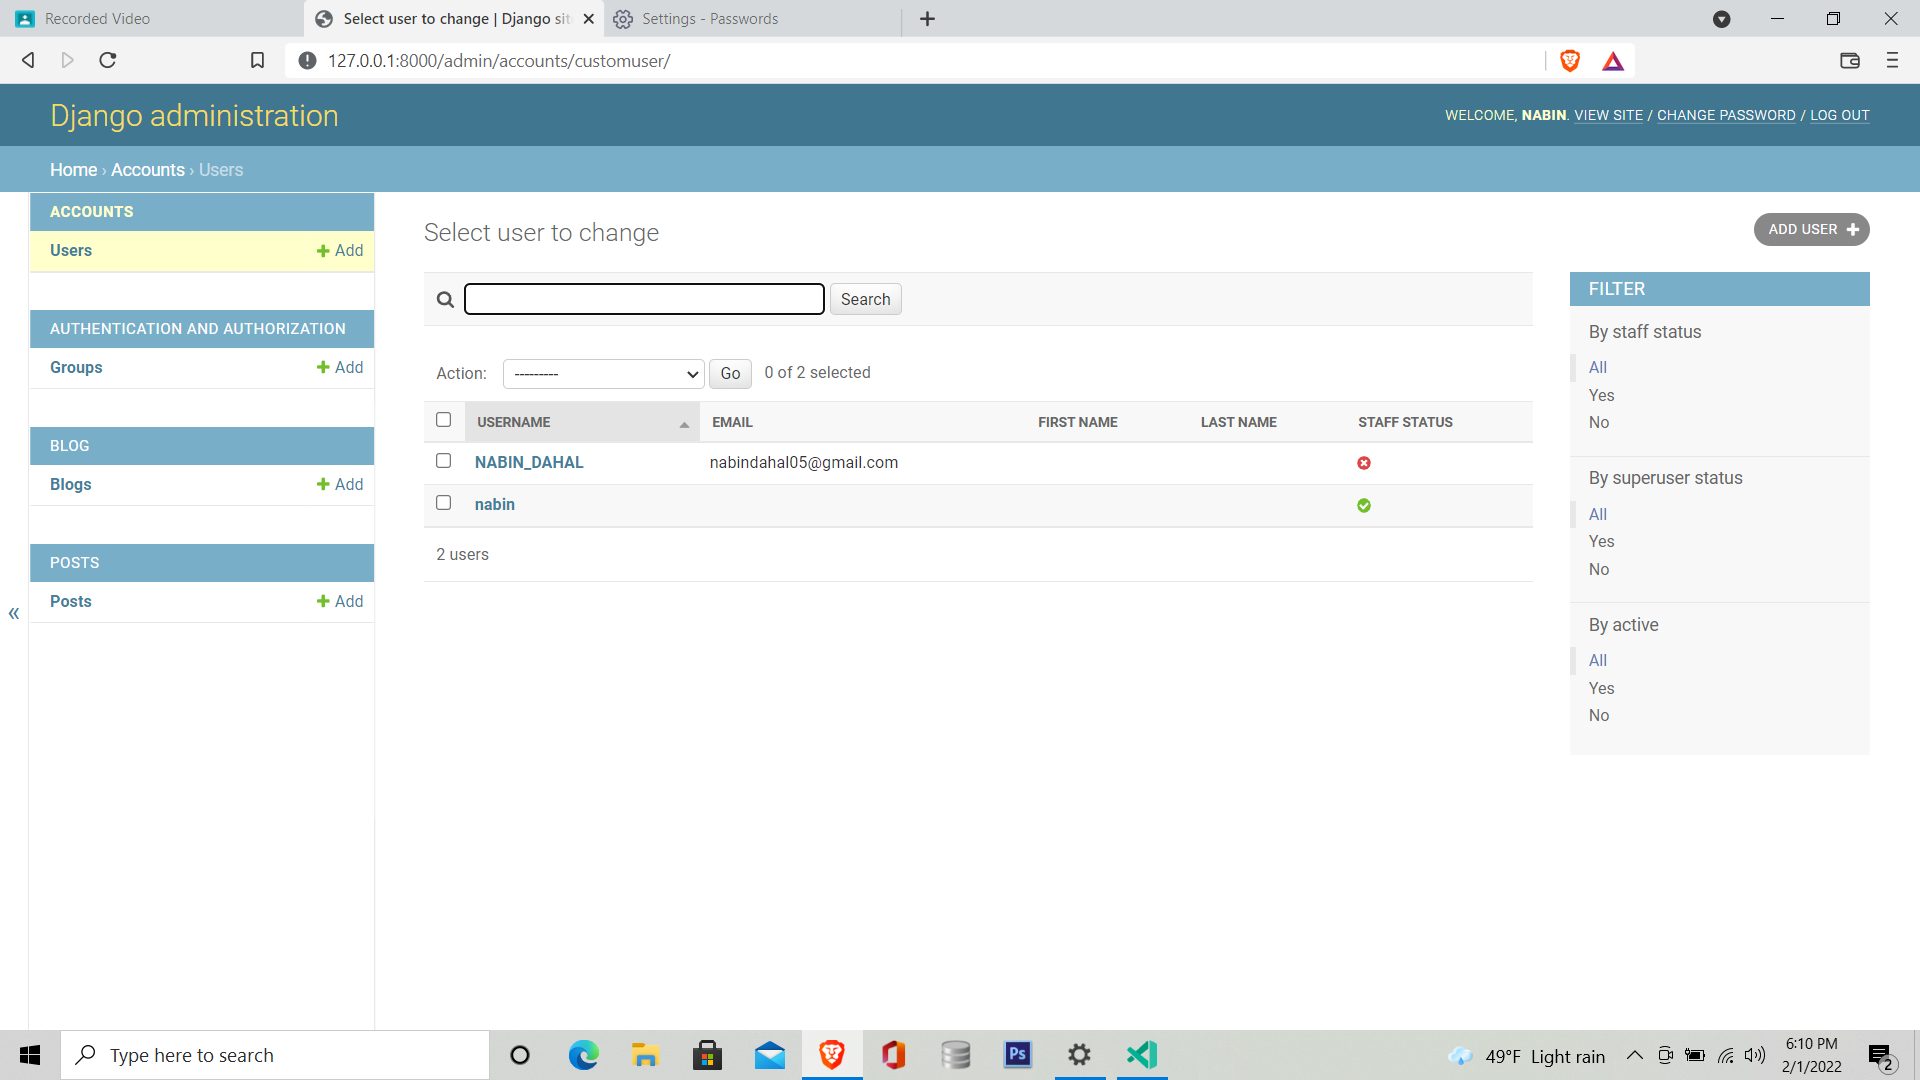 Recorded Video
Select user to change | Django sit
Settings - Passwords
127.0.0.1:8000/admin/accounts/customuser/
Django administration
WELCOME, NABIN. VIEW SITE / CHANGE PASSWORD / LOG OUT
Home › Accounts › Users
ACCOUNTS
Users
Add
AUTHENTICATION AND AUTHORIZATION
Groups
Add
BLOG
Blogs
Add
POSTS
Posts
Add
«
Select user to change
ADD USER
Search
Action: --------- Go 0 of 2 selected
USERNAME EMAIL FIRST NAME LAST NAME STAFF STATUS
NABIN_DAHAL nabindahal05@gmail.com
nabin
2 users
FILTER
By staff status
All
Yes
No
By superuser status
All
Yes
No
By active
All
Yes
No
Type here to search
Ps
49°F Light rain
6:10 PM
2/1/2022
2